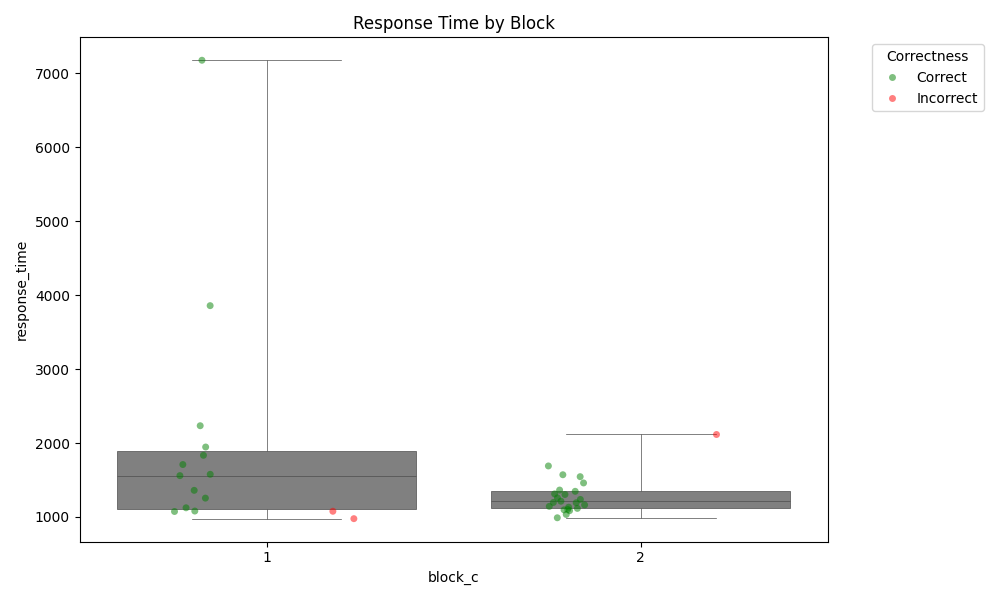 Response Time by Block
Correctness
Correct
Incorrect
7000
6000
5000
4000
3000
2000
1000
response_time
1
2
block_c